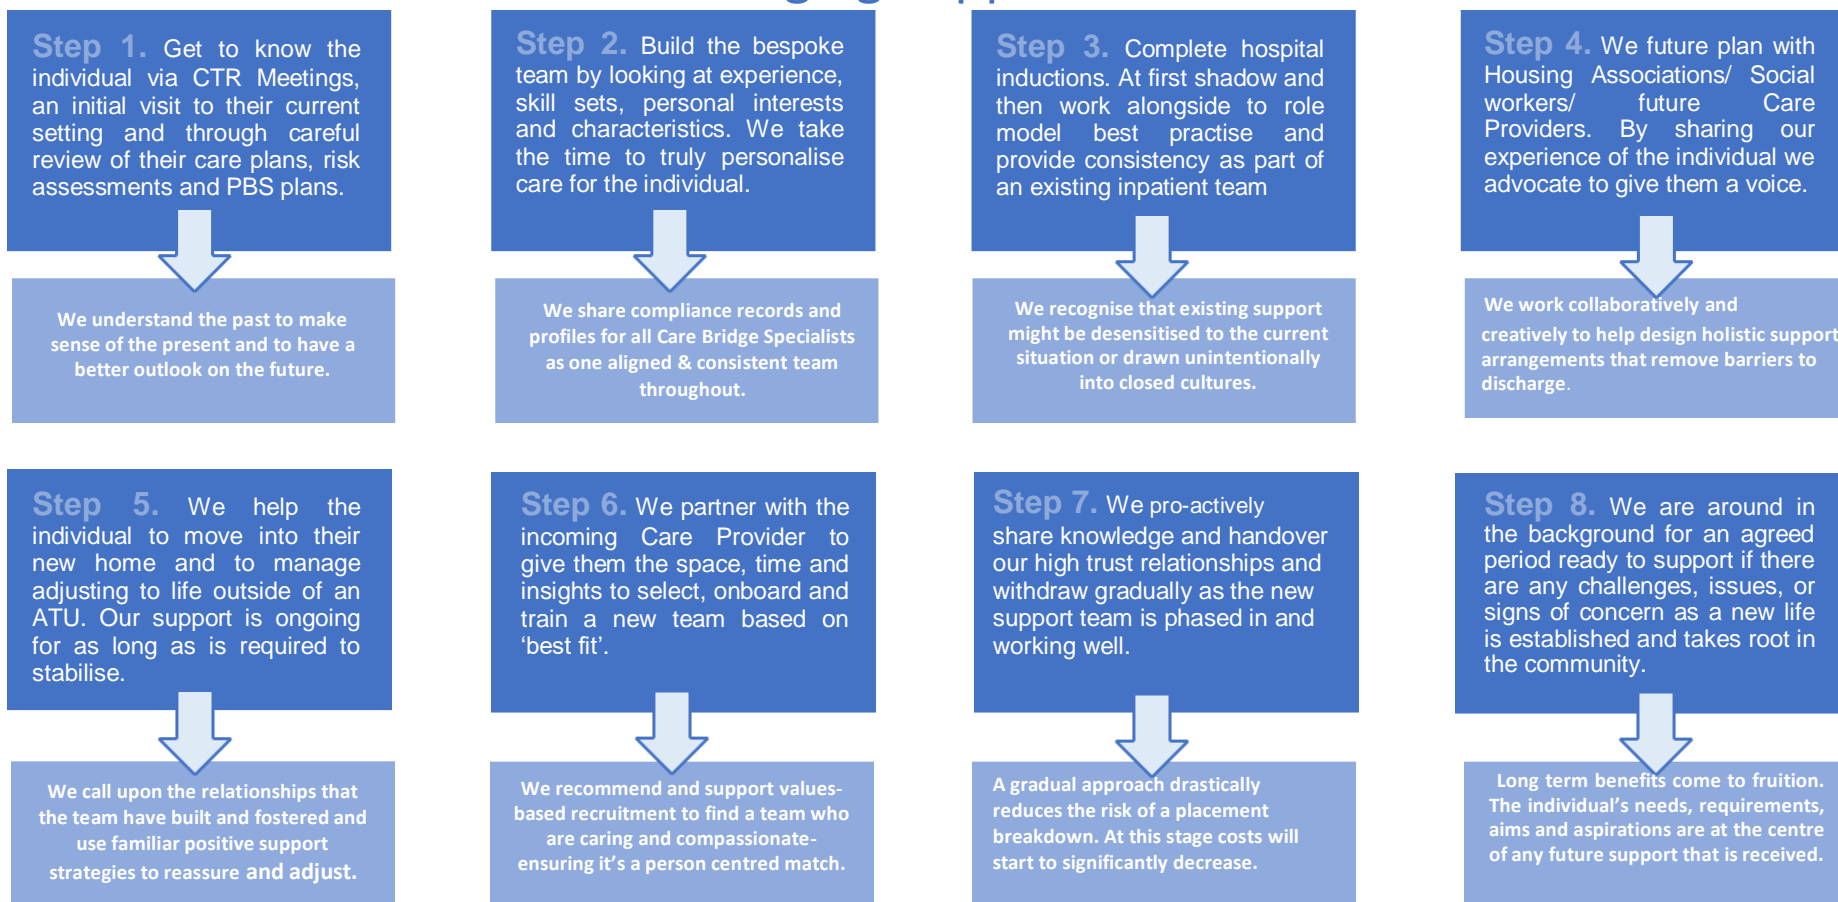 Step 1. Get to know the
individual via CTR Meetings,
an initial visit to their current
setting and through careful
review of their care plans, risk
assessments and PBS plans.
We understand the past to make
sense of the present and to have a
better outlook on the future.
Step 2. Build the bespoke
team by looking at experience,
skill sets, personal interests
and characteristics. We take
the time to truly personalise
care for the individual.
We share compliance records and
profiles for all Care Bridge Specialists
as one aligned & consistent team
throughout.
Step 3. Complete hospital
inductions. At first shadow and
then work alongside to role
model best practise and
provide consistency as part of
an existing inpatient team
We recognise that existing support
might be desensitised to the current
situation or drawn unintentionally
into closed cultures.
Step 4. We future plan with
Housing Associations/ Social
workers/ future Care
Providers. By sharing our
experience of the individual we
advocate to give them a voice.
We work collaboratively and
creatively to help design holistic support
arrangements that remove barriers to
discharge.
Step 5. We help the
individual to move into their
new home and to manage
adjusting to life outside of an
ATU. Our support is ongoing
for as long as is required to
stabilise.
We call upon the relationships that
the team have built and fostered and
use familiar positive support
strategies to reassure and adjust.
Step 6. We partner with the
incoming Care Provider to
give them the space, time and
insights to select, onboard and
train a new team based on
‘best fit’.
We recommend and support values-
based recruitment to find a team who
are caring and compassionate-
ensuring it’s a person centred match.
Step 7. We pro-actively
share knowledge and handover
our high trust relationships and
withdraw gradually as the new
support team is phased in and
working well.
A gradual approach drastically
reduces the risk of a placement
breakdown. At this stage costs will
start to significantly decrease.
Step 8. We are around in
the background for an agreed
period ready to support if there
are any challenges, issues, or
signs of concern as a new life
is established and takes root in
the community.
Long term benefits come to fruition.
The individual’s needs, requirements,
aims and aspirations are at the centre
of any future support that is received.